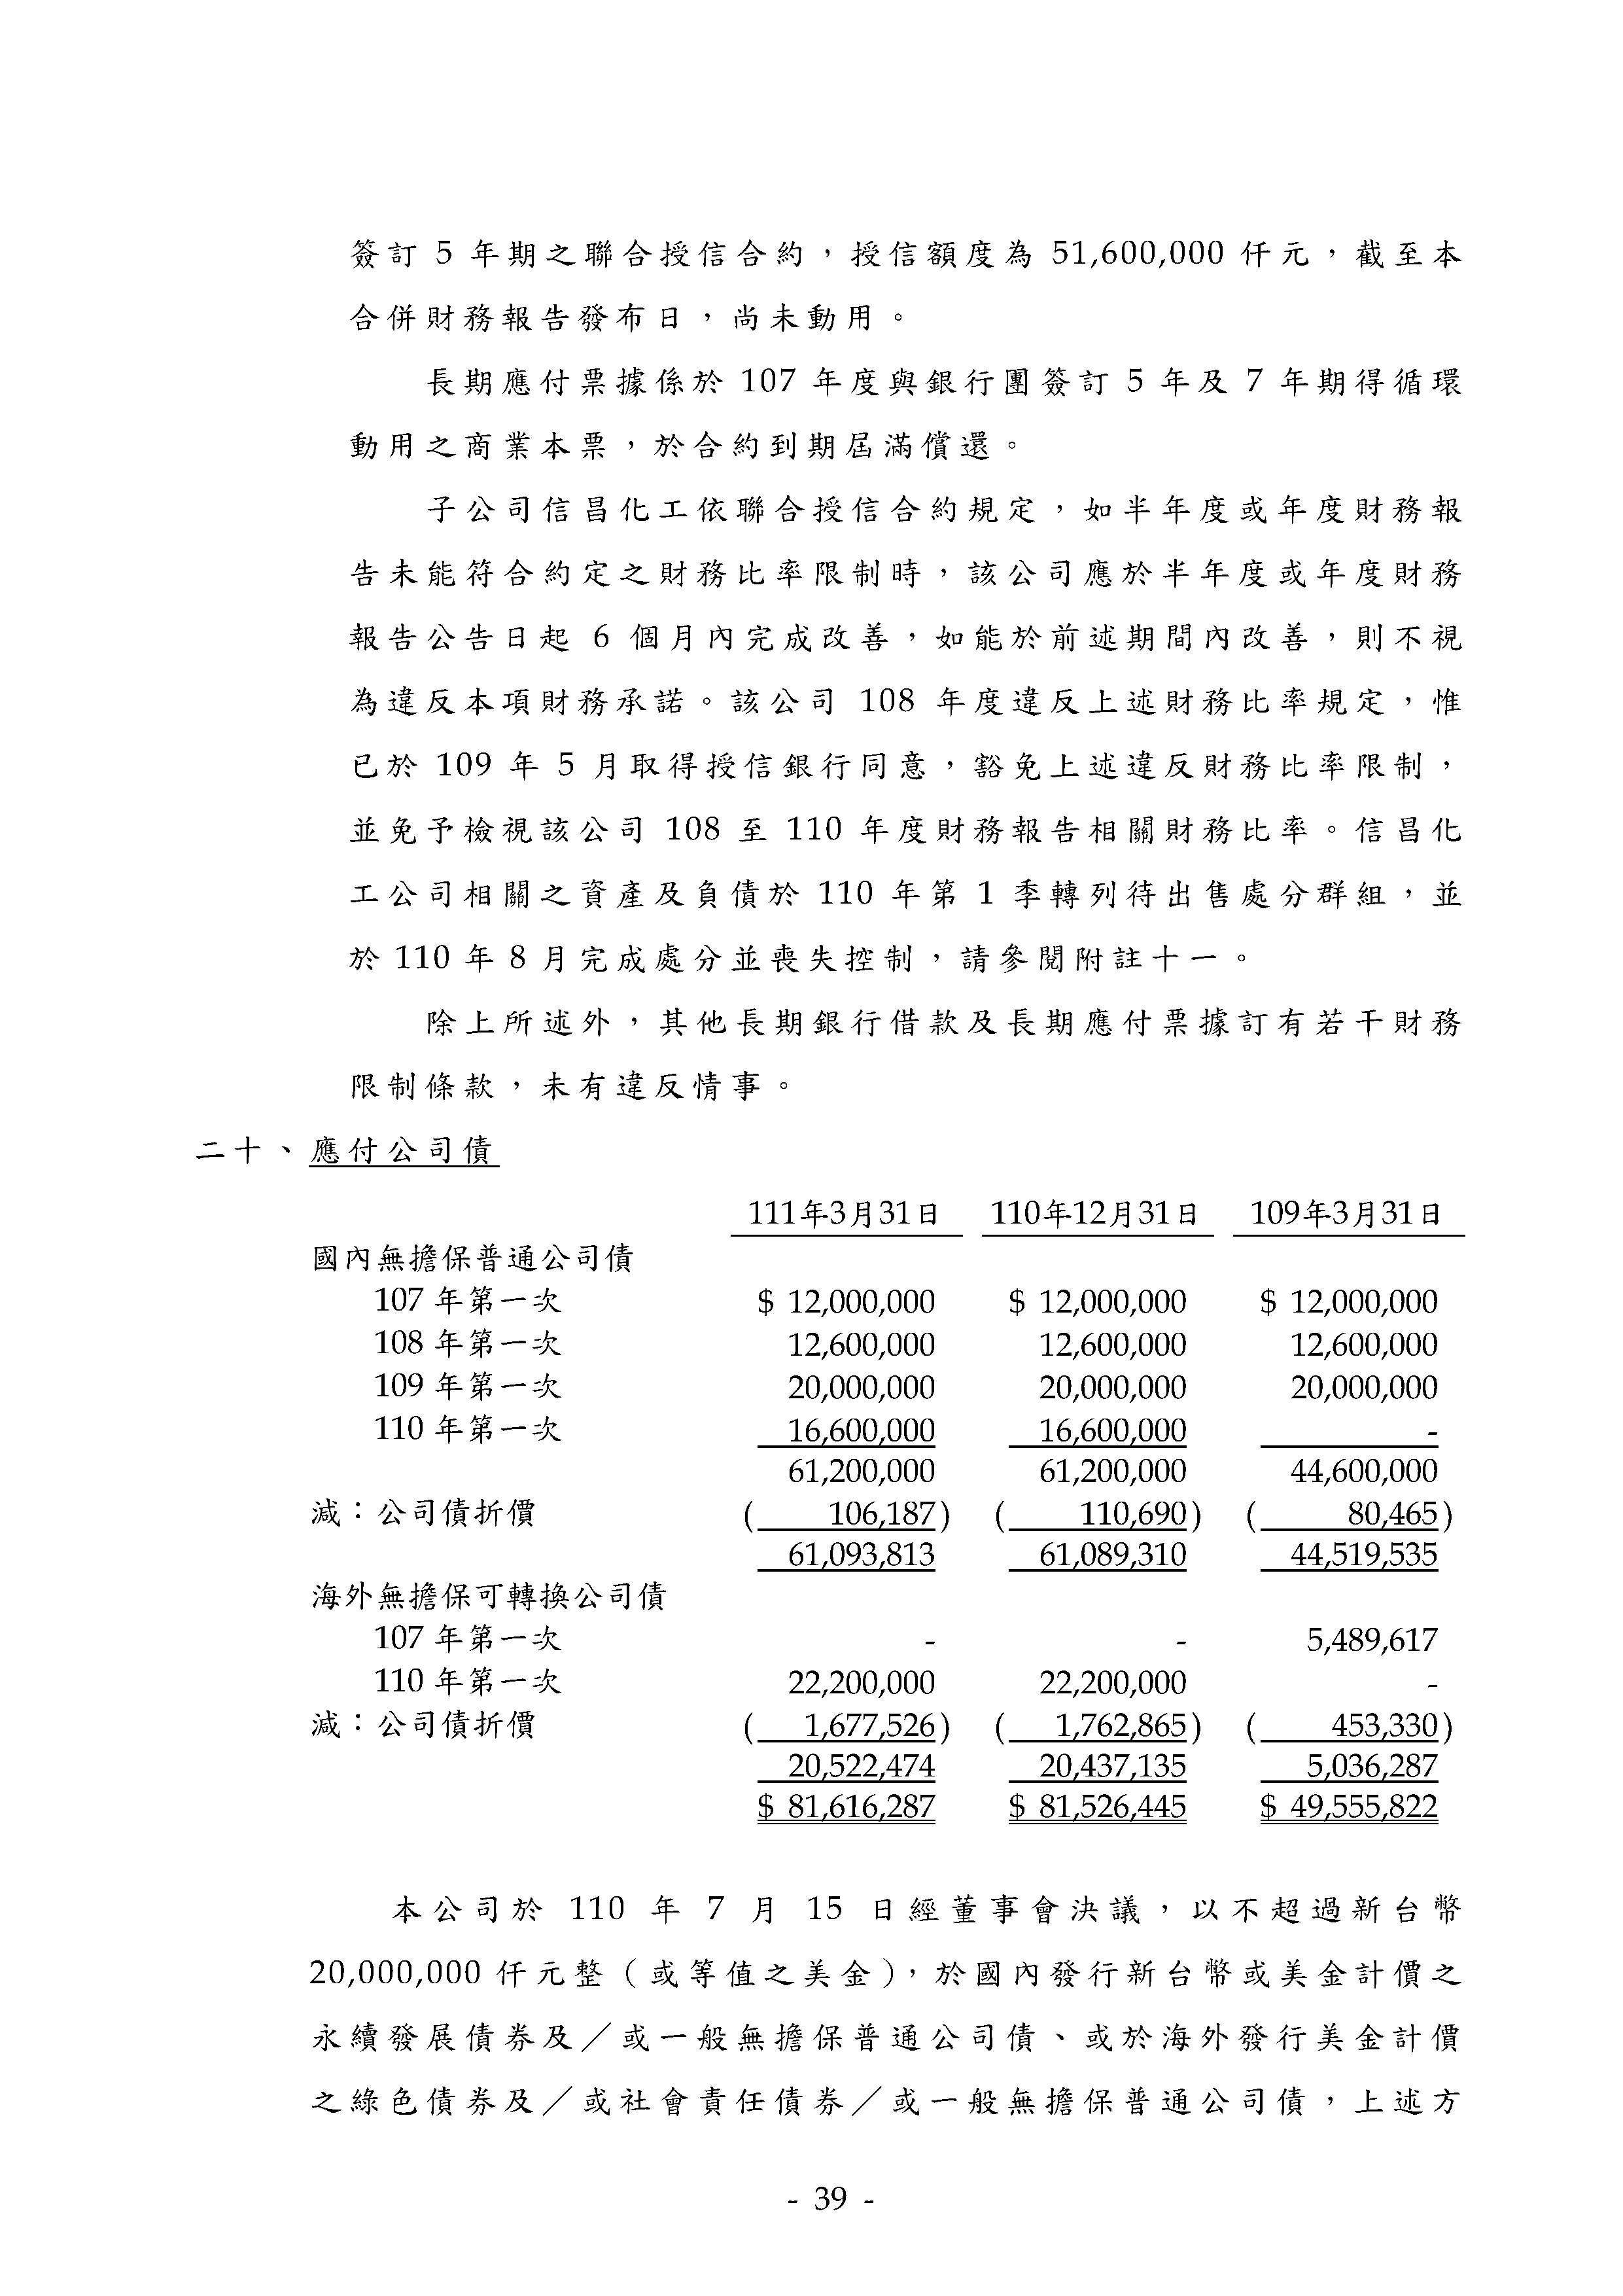 簽訂 5 年期之聯合授信合約，授信額度為 51,600,000 仟元，截至本
合併財務報告發布日，尚未動用。
長期應付票據係於 107 年度與銀行團簽訂 5 年及 7 年期得循環
動用之商業本票，於合約到期屆滿償還。
子公司信昌化工依聯合授信合約規定，如半年度或年度財務報
告未能符合約定之財務比率限制時，該公司應於半年度或年度財務
報告公告日起 6 個月內完成改善，如能於前述期間內改善，則不視
為違反本項財務承諾。該公司 108 年度違反上述財務比率規定，惟
已於 109 年 5 月取得授信銀行同意，豁免上述違反財務比率限制，
並免予檢視該公司 108 至 110 年度財務報告相關財務比率。信昌化
工公司相關之資產及負債於 110 年第 1 季轉列待出售處分群組，並
於 110 年 8 月完成處分並喪失控制，請參閱附註十一。
除上所述外，其他長期銀行借款及長期應付票據訂有若干財務
限制條款，未有違反情事。
二十、應付公司債
111年3月31日 110年12月31日 109年3月31日
國內無擔保普通公司債
107 年第一次 $ 12,000,000 $ 12,000,000 $ 12,000,000
108 年第一次 12,600,000 12,600,000 12,600,000
109 年第一次 20,000,000 20,000,000 20,000,000
110 年第一次 16,600,000 16,600,000 -
61,200,000 61,200,000 44,600,000
減：公司債折價 ( 106,187) ( 110,690) ( 80,465)
61,093,813 61,089,310 44,519,535
海外無擔保可轉換公司債
107 年第一次 - - 5,489,617
110 年第一次 22,200,000 22,200,000 -
減：公司債折價 ( 1,677,526) ( 1,762,865) ( 453,330)
20,522,474 20,437,135 5,036,287
$ 81,616,287 $ 81,526,445 $ 49,555,822
本公司於 110 年 7 月 15 日經董事會決議，以不超過新台幣
20,000,000 仟元整（或等值之美金），於國內發行新台幣或美金計價之
永續發展債券及／或一般無擔保普通公司債、或於海外發行美金計價
之綠色債券及／或社會責任債券／或一般無擔保普通公司債，上述方
- 39 -